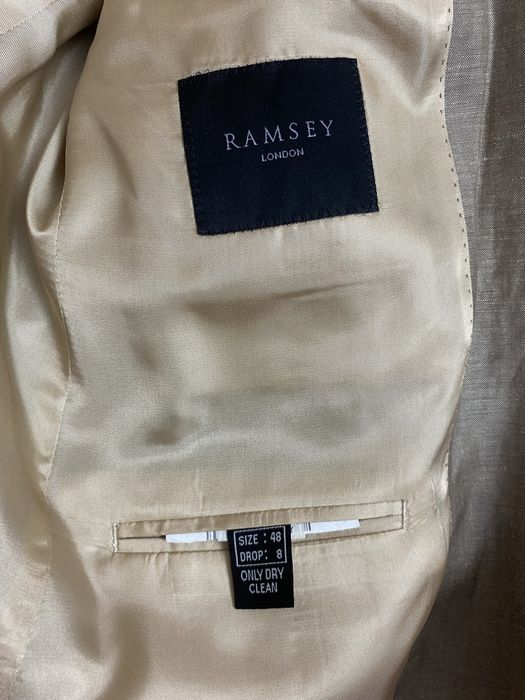 RAMSEY
LONDON
SIZE : 48
DROP: 8
ONLY DRY
CLEAN